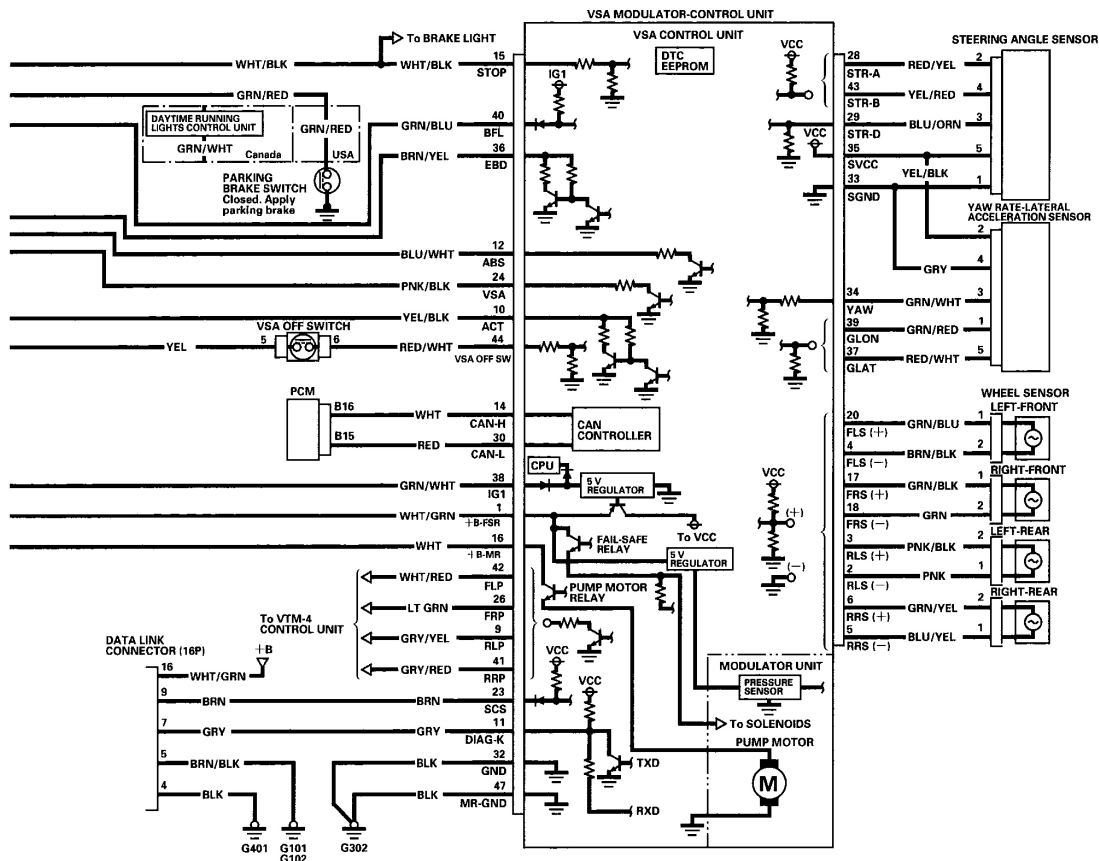 VSA MODULATOR-CONTROL UNIT
VSA CONTROL UNIT
DTC
EEPROM
To BRAKE LIGHT
WHT/BLK
WHT/BLK
15
STOP
IG1
GRN/RED
DAYTIME RUNNING
LIGHTS CONTROL UNIT
GRN/WHT
Canada
GRN/RED
USA
PARKING
BRAKE SWITCH
Closed. Apply
parking brake
GRN/BLU
40
BFL
BRN/YEL
36
EBD
BLU/WHT
12
ABS
PNK/BLK
24
VSA
YEL/BLK
10
ACT
VSA OFF SWITCH
YEL
5
6
RED/WHT
44
VSA OFF SW
PCM
B16
WHT
14
CAN-H
B15
RED
30
CAN-L
CAN
CONTROLLER
CPU
GRN/WHT
38
IG1
5 V
REGULATOR
WHT/GRN
1
+B-FSR
To VCC
FAIL-SAFE
RELAY
5 V
REGULATOR
WHT
16
+B-MR
PUMP MOTOR
RELAY
To VTM-4
CONTROL UNIT
WHT/RED
42
FLP
LT GRN
26
FRP
GRY/YEL
9
RLP
GRY/RED
41
RRP
DATA LINK
CONNECTOR (16P)
+B
16
WHT/GRN
9
BRN
BRN
23
SCS
VCC
7
GRY
GRY
11
DIAG-K
VCC
5
BRN/BLK
BLK
32
GND
TXD
4
BLK
BLK
47
MR-GND
RXD
G401
G101
G102
G302
MODULATOR UNIT
PRESSURE
SENSOR
To SOLENOIDS
PUMP MOTOR
M
STEERING ANGLE SENSOR
VCC
28
STR-A
RED/YEL
2
43
STR-B
YEL/RED
4
29
STR-D
BLU/ORN
3
VCC
35
SVCC
5
YEL/BLK
33
SGND
1
YAW RATE-LATERAL
ACCELERATION SENSOR
2
GRY
4
34
YAW
GRN/WHT
3
39
GLON
GRN/RED
1
37
GLAT
RED/WHT
5
WHEEL SENSOR
LEFT-FRONT
20
FLS (+)
GRN/BLU
1
4
FLS (−)
BRN/BLK
2
RIGHT-FRONT
VCC
17
FRS (+)
GRN/BLK
1
(+)
18
FRS (−)
GRN
2
LEFT-REAR
3
RLS (+)
PNK/BLK
2
(−)
2
RLS (−)
PNK
1
RIGHT-REAR
6
RRS (+)
GRN/YEL
2
5
RRS (−)
BLU/YEL
1